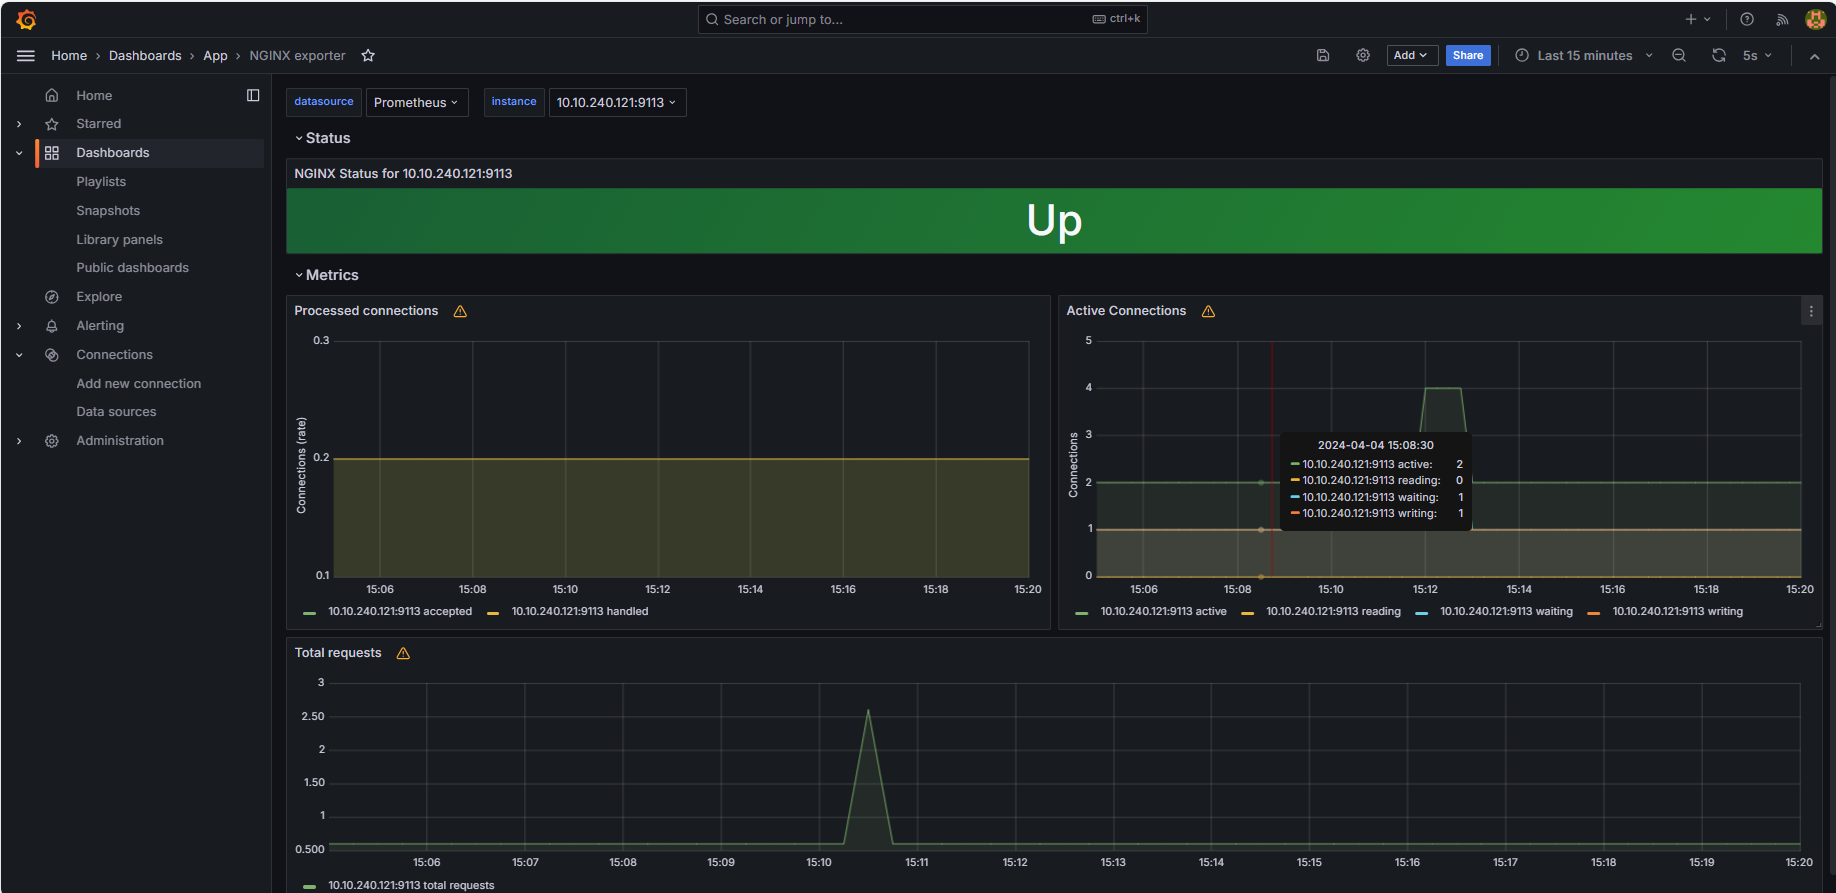 Search or jump to...
ctrl+k
Home › Dashboards › App › NGINX exporter
Add
Share
Last 15 minutes
5s
Home
Starred
Dashboards
Playlists
Snapshots
Library panels
Public dashboards
Explore
Alerting
Connections
Add new connection
Data sources
Administration
datasource Prometheus instance 10.10.240.121:9113
Status
NGINX Status for 10.10.240.121:9113
Up
Metrics
Processed connections
0.3
0.2
0.1
Connections (rate)
15:06 15:08 15:10 15:12 15:14 15:16 15:18 15:20
10.10.240.121:9113 accepted 10.10.240.121:9113 handled
Active Connections
5
4
3
2
1
0
Connections
2024-04-04 15:08:30
10.10.240.121:9113 active: 2
10.10.240.121:9113 reading: 0
10.10.240.121:9113 waiting: 1
10.10.240.121:9113 writing: 1
15:06 15:08 15:10 15:12 15:14 15:16 15:18 15:20
10.10.240.121:9113 active 10.10.240.121:9113 reading 10.10.240.121:9113 waiting 10.10.240.121:9113 writing
Total requests
3
2.50
2
1.50
1
0.500
15:06 15:07 15:08 15:09 15:10 15:11 15:12 15:13 15:14 15:15 15:16 15:17 15:18 15:19 15:20
10.10.240.121:9113 total requests